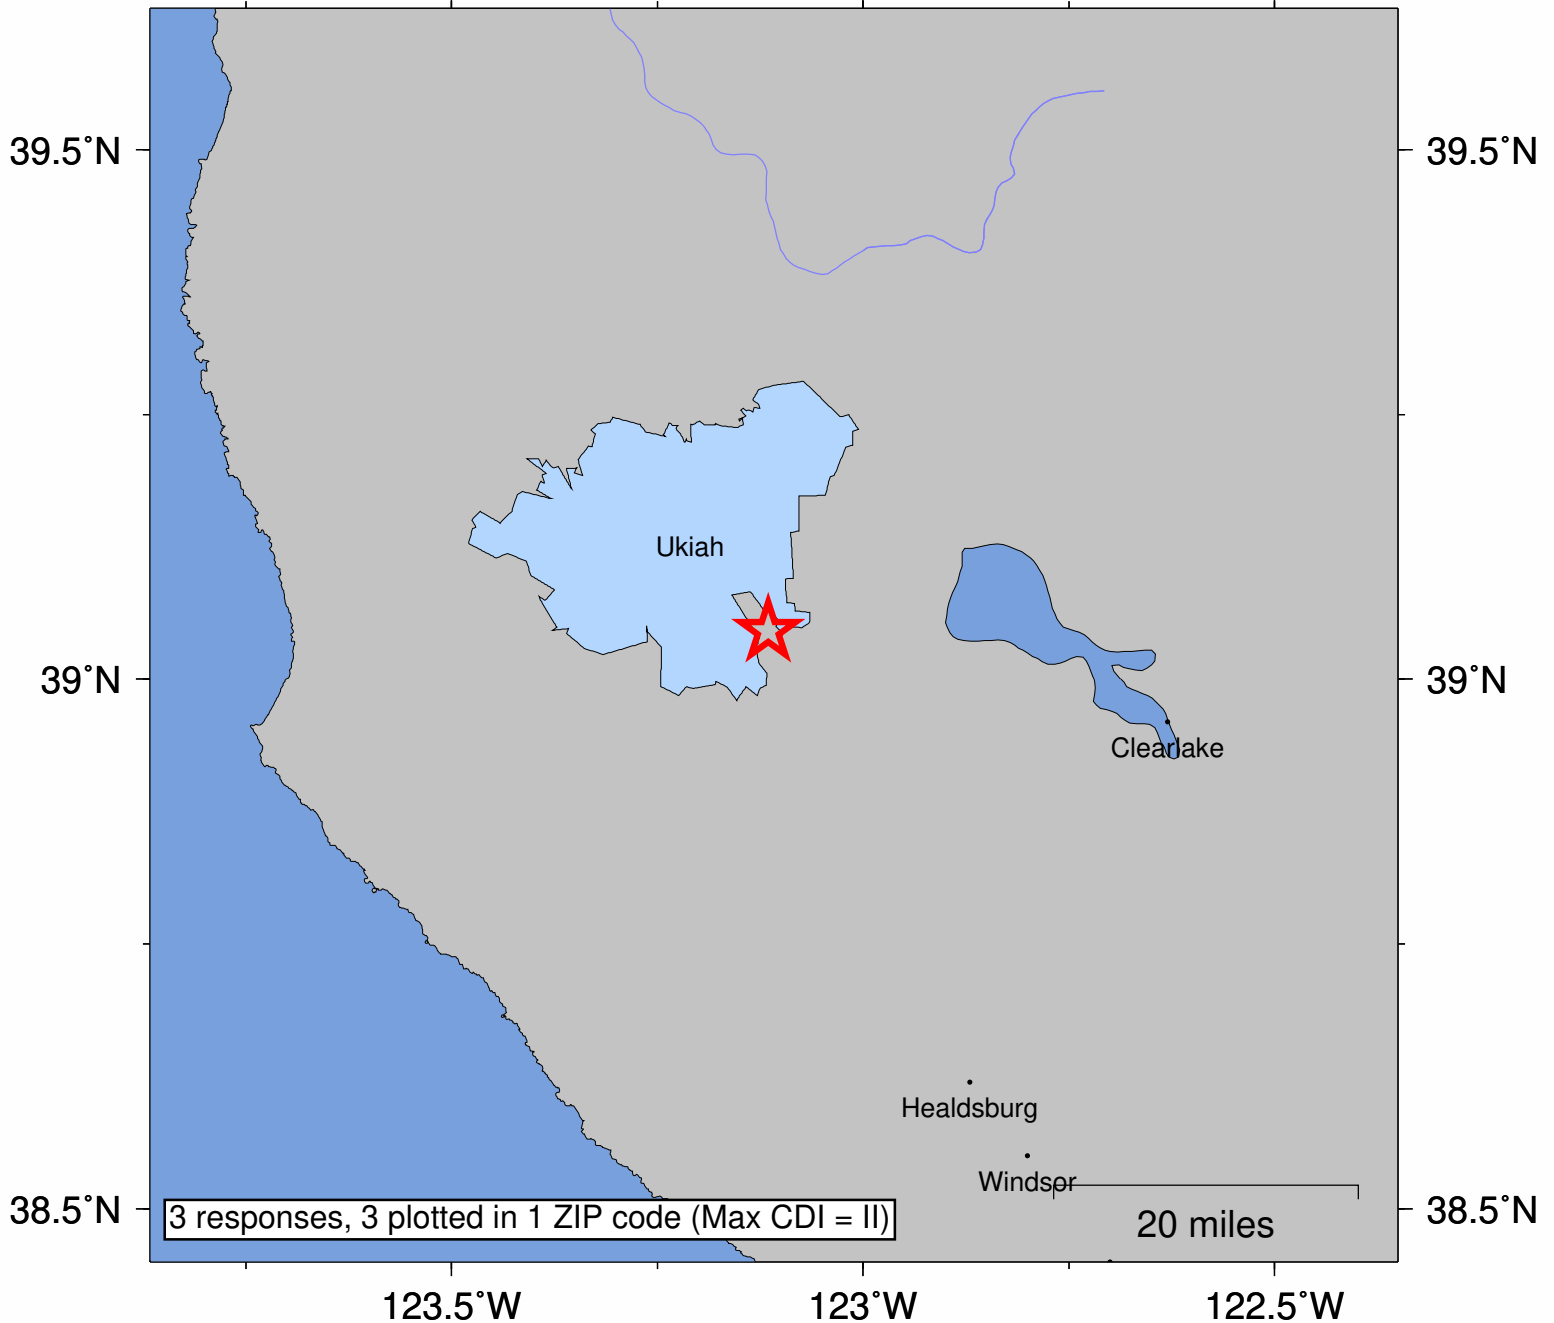 39.5°N
39.5°N
Ukiah
39°N
39°N
Clearlake
Healdsburg
Windsor
38.5°N
3 responses, 3 plotted in 1 ZIP code (Max CDI = II)
20 miles
38.5°N
123.5°W
123°W
122.5°W